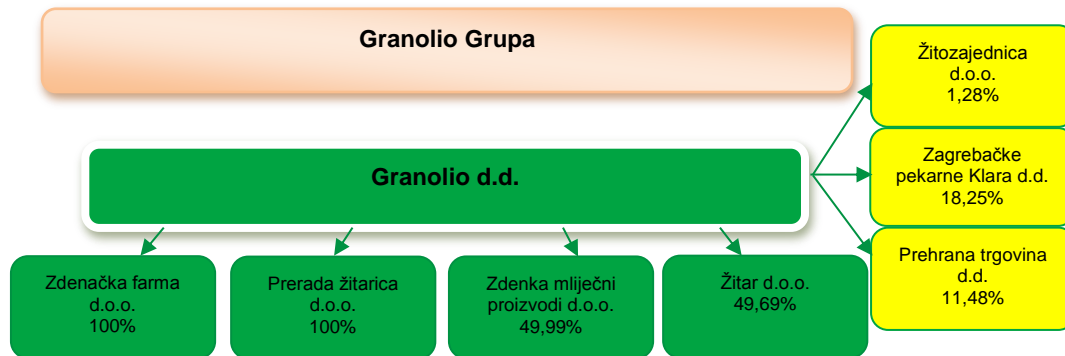 Granolio Grupa
Žitozajednica
d.o.o.
1,28%
Granolio d.d.
Zagrebačke
pekarne Klara d.d.
18,25%
Prehrana trgovina
d.d.
11,48%
Zdenačka farma
d.o.o.
100%
Prerada žitarica
d.o.o.
100%
Zdenka mliječni
proizvodi d.o.o.
49,99%
Žitar d.o.o.
49,69%